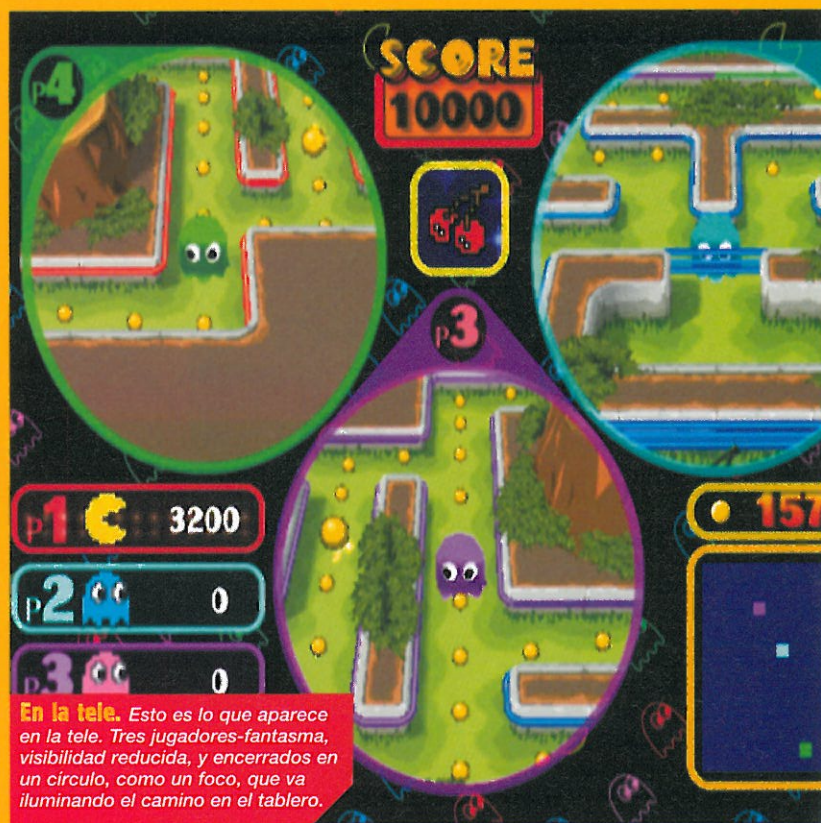 p4
SCORE
10000
p3
p1 3200
p2 0
p3 0
157
En la tele. Esto es lo que aparece
en la tele. Tres jugadores-fantasma,
visibilidad reducida, y encerrados en
un círculo, como un foco, que va
iluminando el camino en el tablero.